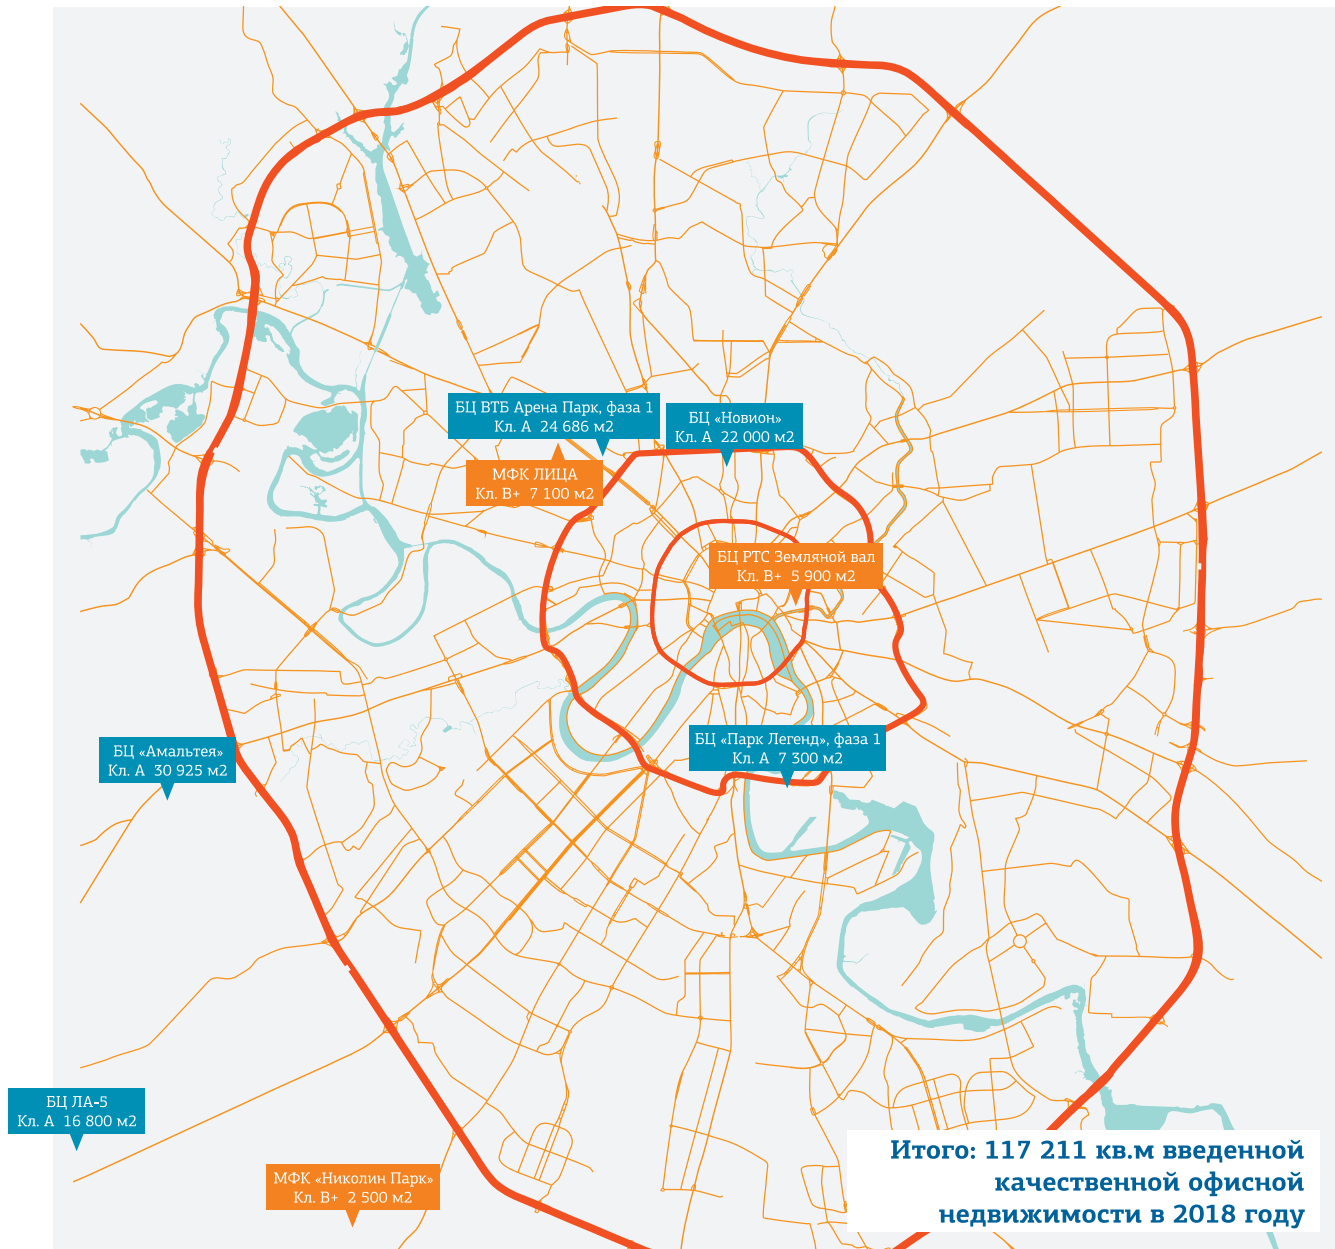 БЦ ВТБ Арена Парк, фаза 1
Кл. А 24 686 м2
БЦ «Новион»
Кл. А 22 000 м2
МФК ЛИЦА
Кл. В+ 7 100 м2
БЦ РТС Земляной вал
Кл. В+ 5 900 м2
БЦ «Парк Легенд», фаза 1
Кл. А 7 300 м2
БЦ «Амальтея»
Кл. А 30 925 м2
БЦ ЛА-5
Кл. А 16 800 м2
МФК «Николин Парк»
Кл. В+ 2 500 м2
Итого: 117 211 кв.м введенной
качественной офисной
недвижимости в 2018 году